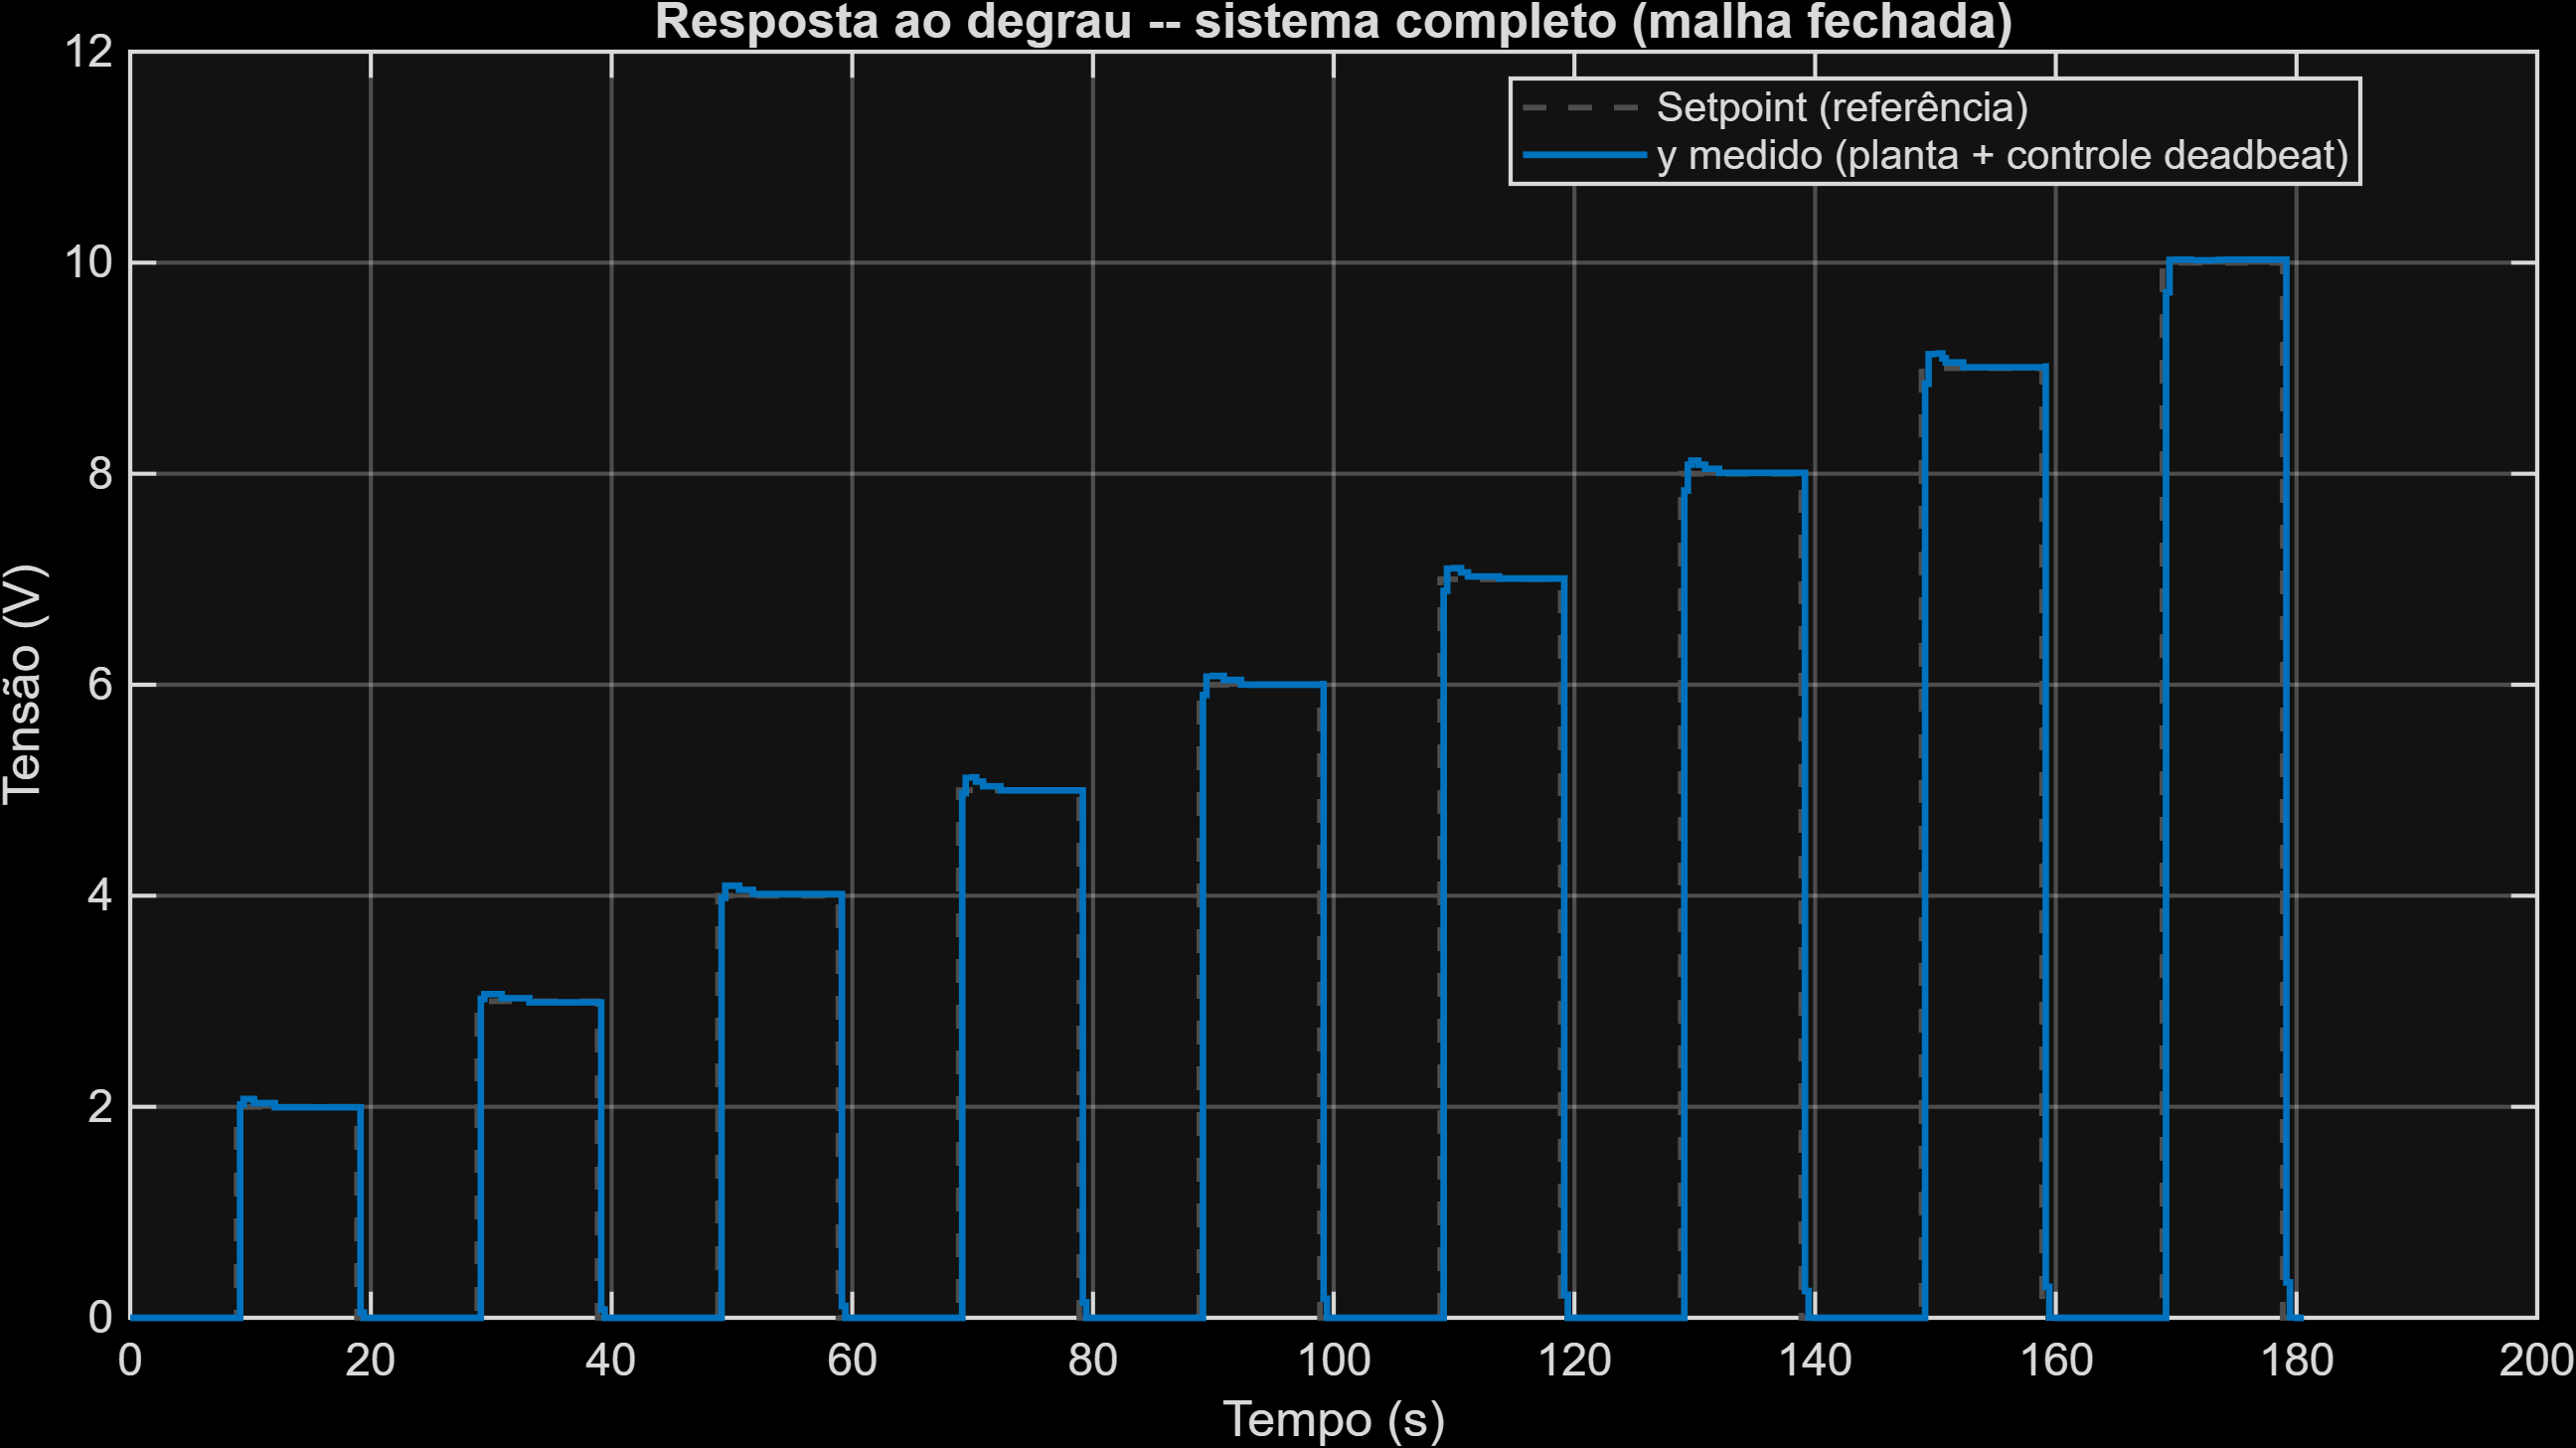 Resposta ao degrau -- sistema completo (malha fechada)
Setpoint (referência)
y medido (planta + controle deadbeat)
Tensão (V)
12
10
8
6
4
2
0
0 20 40 60 80 100 120 140 160 180 200
Tempo (s)